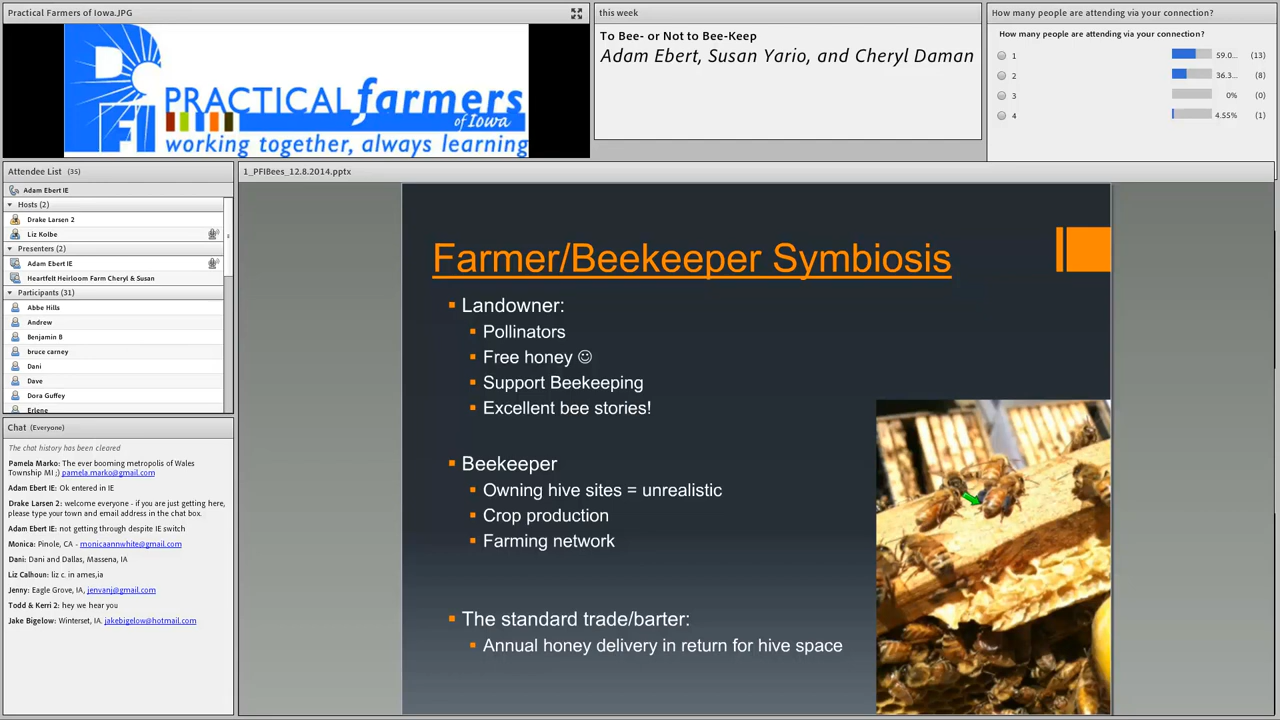 Practical Farmers of Iowa.JPG
PFI
PRACTICAL farmers
of Iowa
working together, always learning
this week
To Bee- or Not to Bee-Keep
Adam Ebert, Susan Yario, and Cheryl Daman
How many people are attending via your connection?
How many people are attending via your connection?
1 59.0... (13)
2 36.3... (8)
3 0% (0)
4 4.55% (1)
Attendee List (35)
Adam Ebert IE
Hosts (2)
Drake Larsen 2
Liz Kolbe
Presenters (2)
Adam Ebert IE
Heartfelt Heirloom Farm Cheryl & Susan
Participants (31)
Abbe Hills
Andrew
Benjamin B
bruce carney
Dani
Dave
Dora Guffey
Erlene
Chat (Everyone)
The chat history has been cleared
Pamela Marko: The ever booming metropolis of Wales
Township MI ;) pamela.marko@gmail.com
Adam Ebert IE: Ok entered in IE
Drake Larsen 2: welcome everyone - if you are just getting here,
please type your town and email address in the chat box.
Adam Ebert IE: not getting through despite IE switch
Monica: Pinole, CA - monicaannwhite@gmail.com
Dani: Dani and Dallas, Massena, IA
Liz Calhoun: liz c. in ames,ia
Jenny: Eagle Grove, IA, jenvanj@gmail.com
Todd & Kerri 2: hey we hear you
Jake Bigelow: Winterset, IA. jakebigelow@hotmail.com
1_PFIBees_12.8.2014.pptx
Farmer/Beekeeper Symbiosis
Landowner:
Pollinators
Free honey ☺
Support Beekeeping
Excellent bee stories!
Beekeeper
Owning hive sites = unrealistic
Crop production
Farming network
The standard trade/barter:
Annual honey delivery in return for hive space